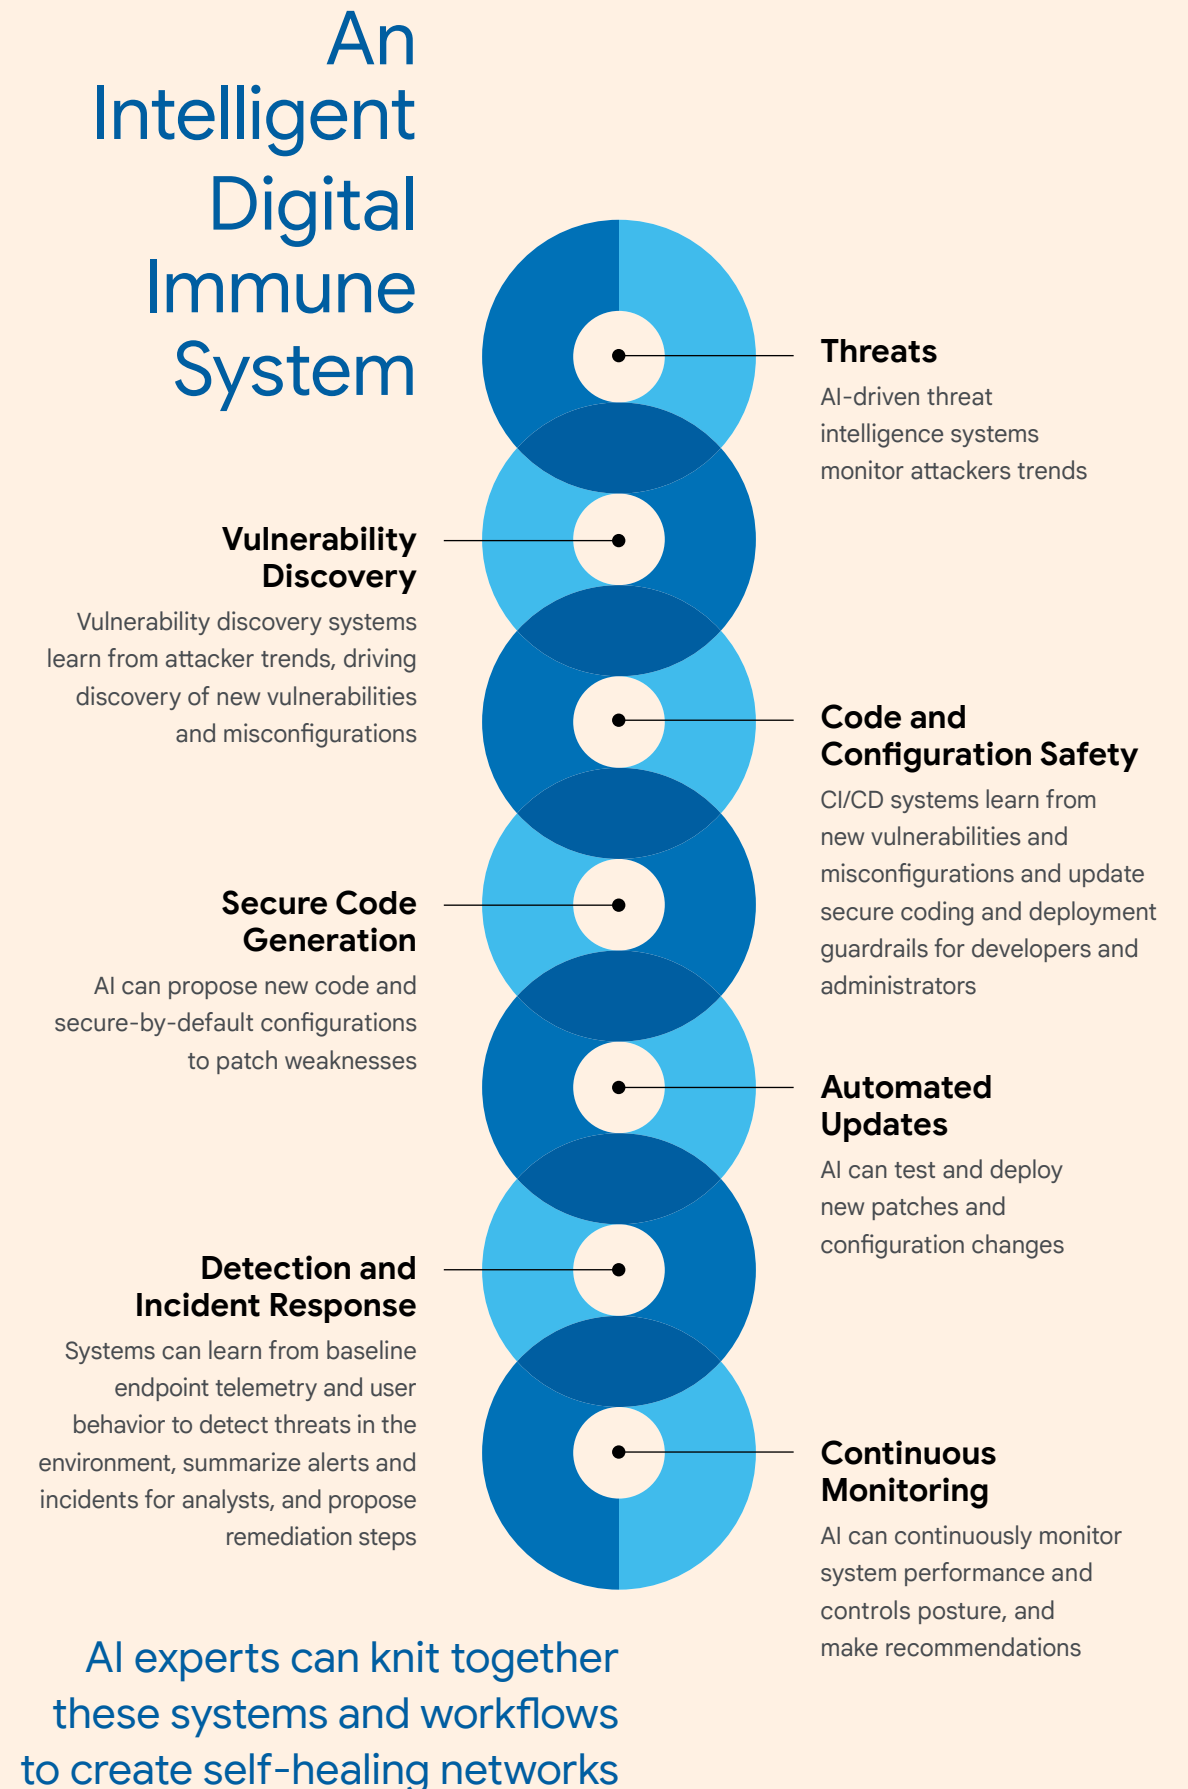 An
Intelligent
Digital
Immune
System
Threats
AI-driven threat
intelligence systems
monitor attackers trends
Vulnerability
Discovery
Vulnerability discovery systems
learn from attacker trends, driving
discovery of new vulnerabilities
and misconfigurations
Code and
Configuration Safety
CI/CD systems learn from
new vulnerabilities and
misconfigurations and update
secure coding and deployment
guardrails for developers and
administrators
Secure Code
Generation
AI can propose new code and
secure-by-default configurations
to patch weaknesses
Automated
Updates
AI can test and deploy
new patches and
configuration changes
Detection and
Incident Response
Systems can learn from baseline
endpoint telemetry and user
behavior to detect threats in the
environment, summarize alerts and
incidents for analysts, and propose
remediation steps
Continuous
Monitoring
AI can continuously monitor
system performance and
controls posture, and
make recommendations
AI experts can knit together
these systems and workflows
to create self-healing networks